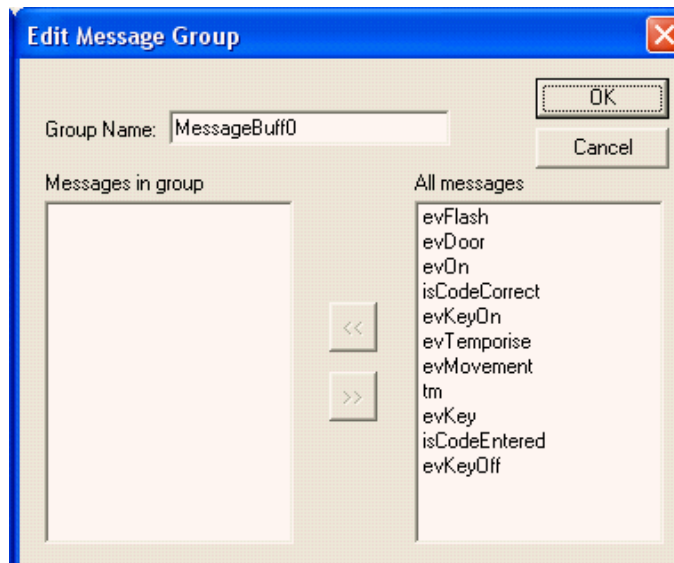 Edit Message Group
OK
Group Name: MessageBuff0
Cancel
Messages in group
All messages
evFlash
evDoor
evOn
isCodeCorrect
evKeyOn
evTemporise
evMovement
tm
evKey
isCodeEntered
evKeyOff
<<
>>